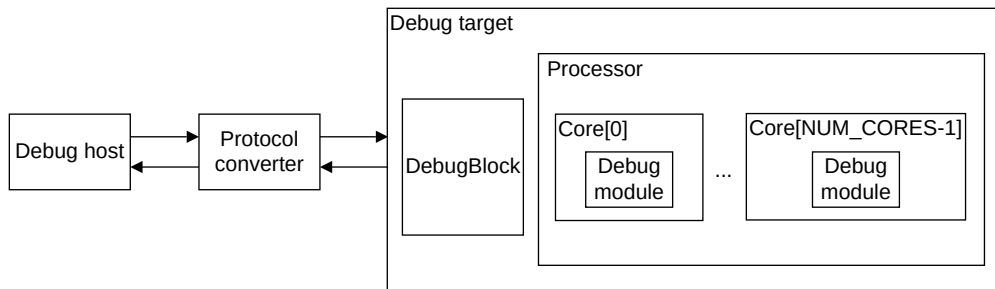 Debug target
Processor
Debug host
Protocol
converter
DebugBlock
Core[0]
Debug
module
...
Core[NUM_CORES-1]
Debug
module